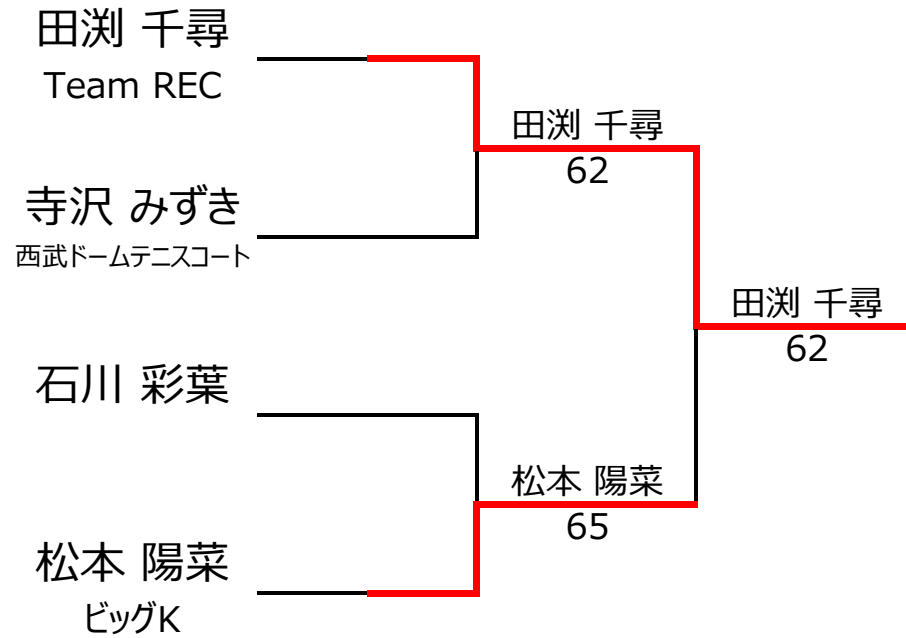 田渕 千尋
Team REC
寺沢 みずき
西武ドームテニスコート
石川 彩葉
松本 陽菜
ビッグK
田渕 千尋
62
松本 陽菜
65
田渕 千尋
62